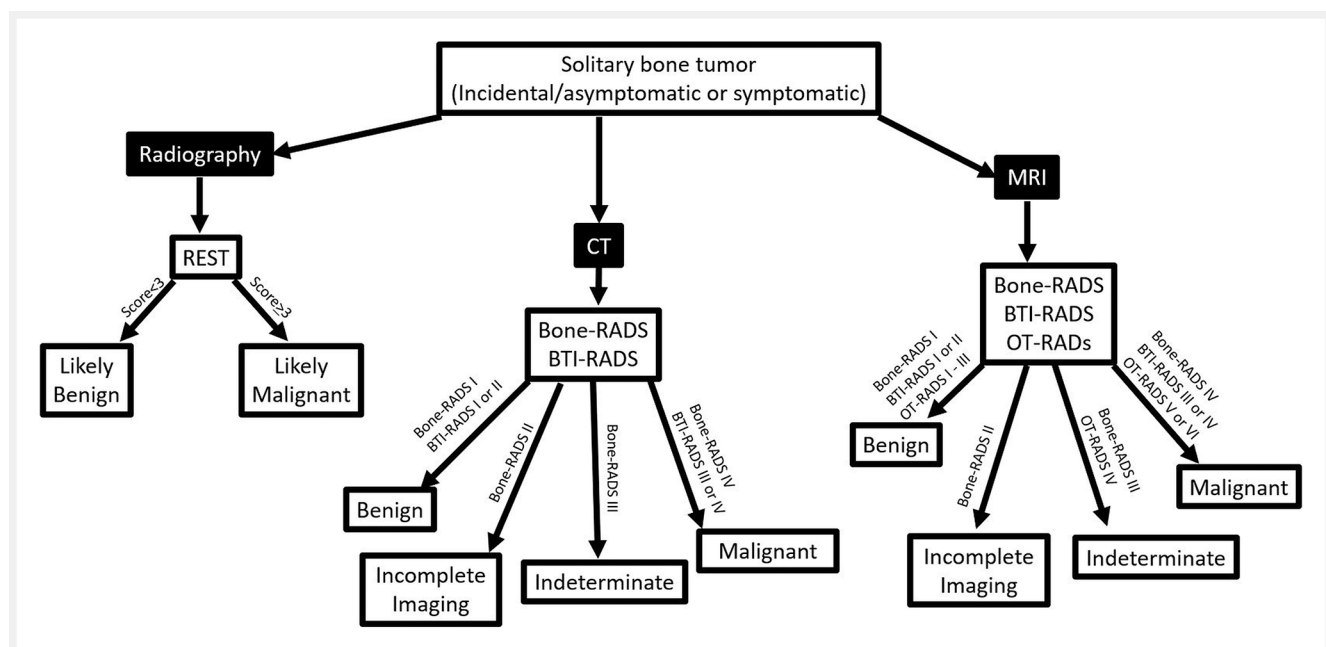 Solitary bone tumor
(Incidental/asymptomatic or symptomatic)
Radiography
REST
Score<3
Score≥3
Likely
Benign
Likely
Malignant
CT
Bone-RADS
BTI-RADS
Bone-RADS I
BTI-RADS I or II
Bone-RADS II
Bone-RADS III
Bone-RADS IV
BTI-RADS III or IV
Benign
Incomplete
Imaging
Indeterminate
Malignant
MRI
Bone-RADS
BTI-RADS
OT-RADs
Bone-RADS I
BTI-RADS I or II
OT-RADS I - III
Bone-RADS II
Bone-RADS III
OT-RADS IV
Bone-RADS IV
BTI-RADS III or IV
OT-RADS V or VI
Benign
Incomplete
Imaging
Indeterminate
Malignant